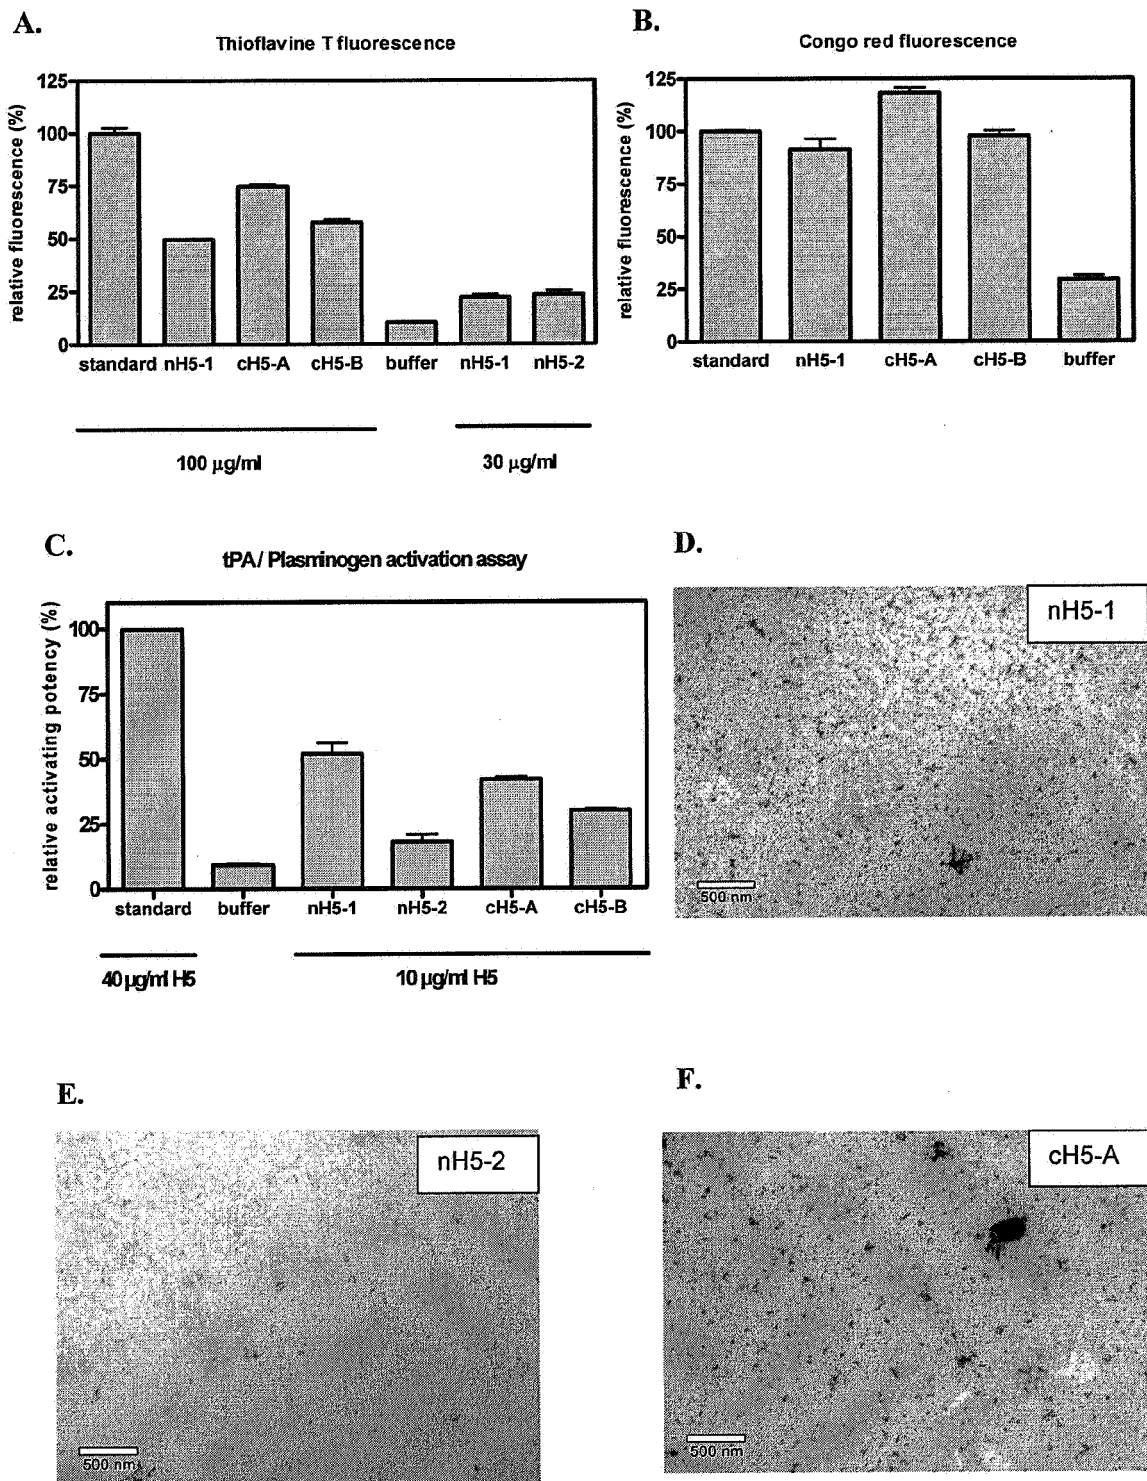 A.
Thioflavine T fluorescence
relative fluorescence (%)
125
100
75
50
25
0
standard nH5-1 cH5-A cH5-B buffer nH5-1 nH5-2
100 µg/ml 30 µg/ml
B.
Congo red fluorescence
relative fluorescence (%)
125
100
75
50
25
0
standard nH5-1 cH5-A cH5-B buffer
C.
tPA/ Plasminogen activation assay
relative activating potency (%)
100
75
50
25
0
standard buffer nH5-1 nH5-2 cH5-A cH5-B
40 µg/ml H5 10 µg/ml H5
D.
nH5-1
500 nm
E.
nH5-2
500 nm
F.
cH5-A
500 nm